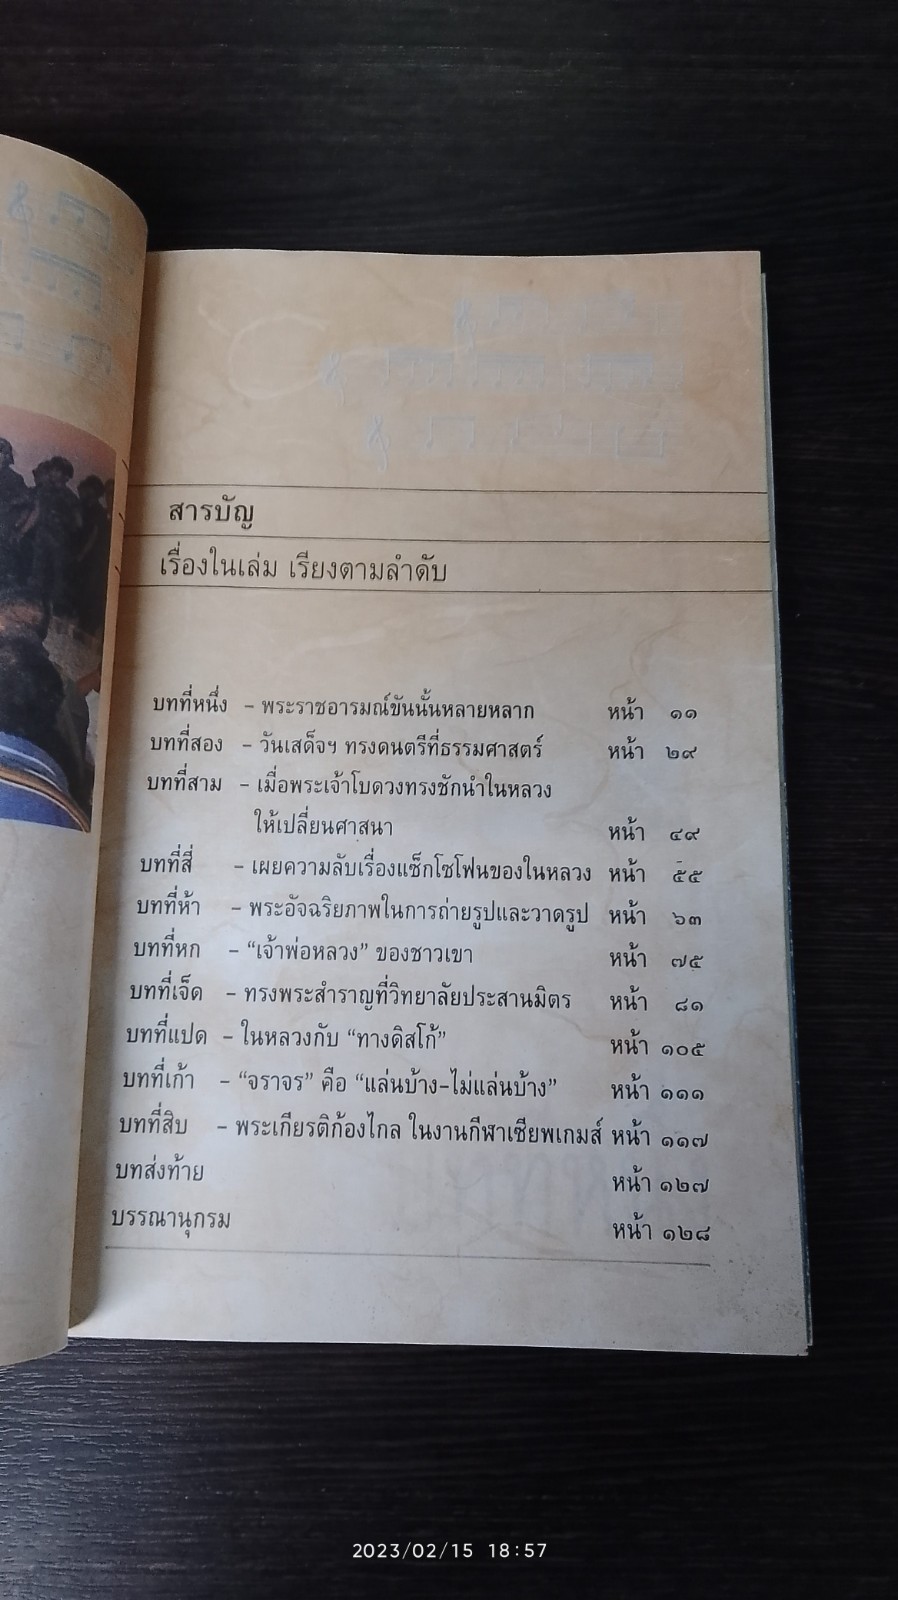 สารบัญ
เรื่องในเล่ม เรียงตามลำดับ
บทที่หนึ่ง - พระราชอารมณ์ขันนั้นหลายหลาก หน้า ๑๑
บทที่สอง - วันเสด็จฯ ทรงดนตรีที่ธรรมศาสตร์ หน้า ๒๙
บทที่สาม - เมื่อพระเจ้าโบดวงทรงชักนำในหลวง
ให้เปลี่ยนศาสนา หน้า ๔๙
บทที่สี่ - เผยความลับเรื่องแซ็กโซโฟนของในหลวง หน้า ๕๕
บทที่ห้า - พระอัจฉริยภาพในการถ่ายรูปและวาดรูป หน้า ๖๓
บทที่หก - “เจ้าพ่อหลวง” ของชาวเขา หน้า ๗๕
บทที่เจ็ด - ทรงพระสำราญที่วิทยาลัยประสานมิตร หน้า ๘๑
บทที่แปด - ในหลวงกับ “ทางดิสโก้” หน้า ๑๐๕
บทที่เก้า - “จราจร” คือ “แล่นบ้าง-ไม่แล่นบ้าง” หน้า ๑๑๑
บทที่สิบ - พระเกียรติก้องไกล ในงานกีฬาเซียพเกมส์ หน้า ๑๑๗
บทส่งท้าย หน้า ๑๒๗
บรรณานุกรม หน้า ๑๒๘
2023/02/15 18:57